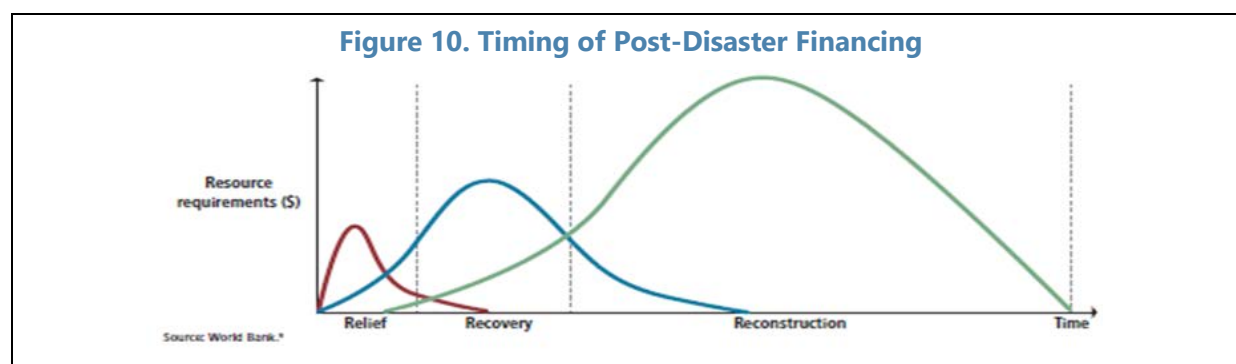 Figure 10. Timing of Post-Disaster Financing
Resource
requirements ($)
Relief
Recovery
Reconstruction
Time
Source: World Bank.*